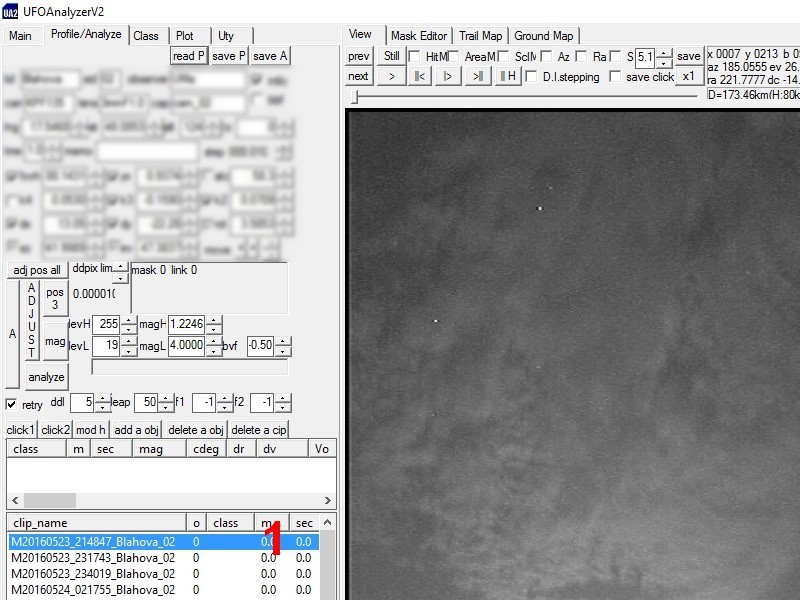 UA2 UFOAnalyzerV2
Main Profile/Analyze Class Plot Uty
read P save P save A
adj pos all ddpix lim mask 0 link 0
A ADJUST pos 3 0.00001
levH 255 magH 1.2246
mag levL 19 magL 4.0000 bvf -0.50
analyze
retry ddl 5 leap 50 f1 -1 f2 -1
click1 click2 mod h add a obj delete a obj delete a clp
class m sec mag cdeg dr dv Vo
clip_name o class m sec
1
M20160523_214847_Blahova_02 0 0.0 0.0
M20160523_231743_Blahova_02 0 0.0 0.0
M20160523_234019_Blahova_02 0 0.0 0.0
M20160524_021755_Blahova_02 0 0.0 0.0
View Mask Editor Trail Map Ground Map
prev Still HitM AreaM SclM Az Ra S 5.1 save
next > ||< |> >|| || H D.I.stepping save click x1
x 0007 y 0213 b 0
az 185.0555 ev 26.
ra 221.7777 dc -14.
D=173.46km(H:80k